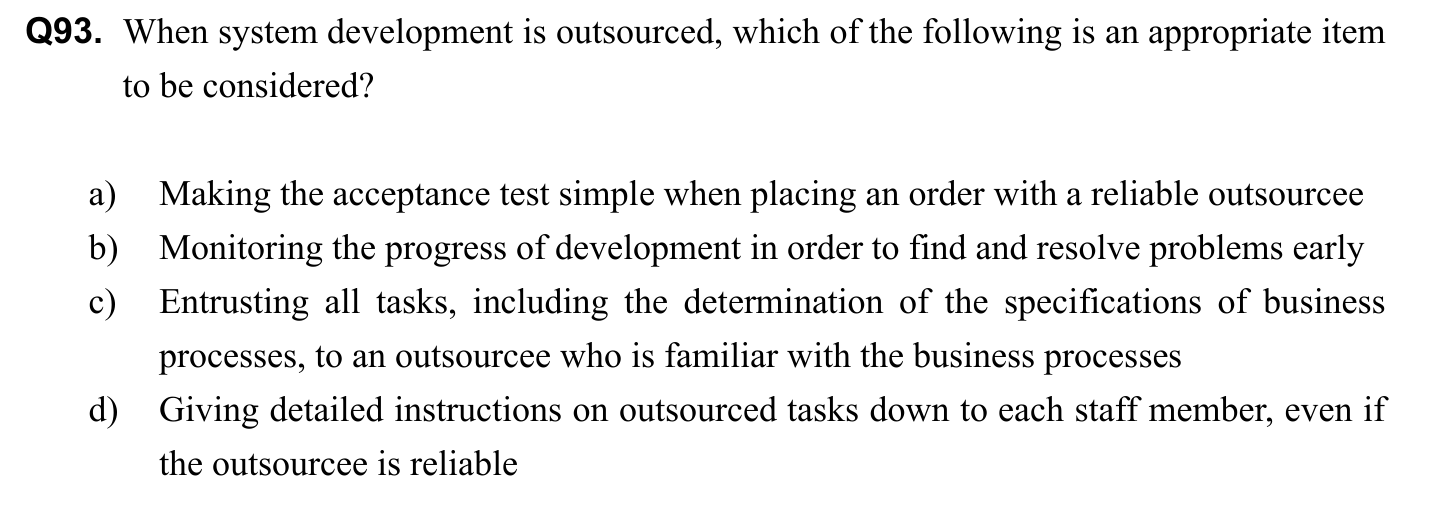 Q93. When system development is outsourced, which of the following is an appropriate item
to be considered?
a) Making the acceptance test simple when placing an order with a reliable outsourcee
b) Monitoring the progress of development in order to find and resolve problems early
c) Entrusting all tasks, including the determination of the specifications of business
processes, to an outsourcee who is familiar with the business processes
d) Giving detailed instructions on outsourced tasks down to each staff member, even if
the outsourcee is reliable